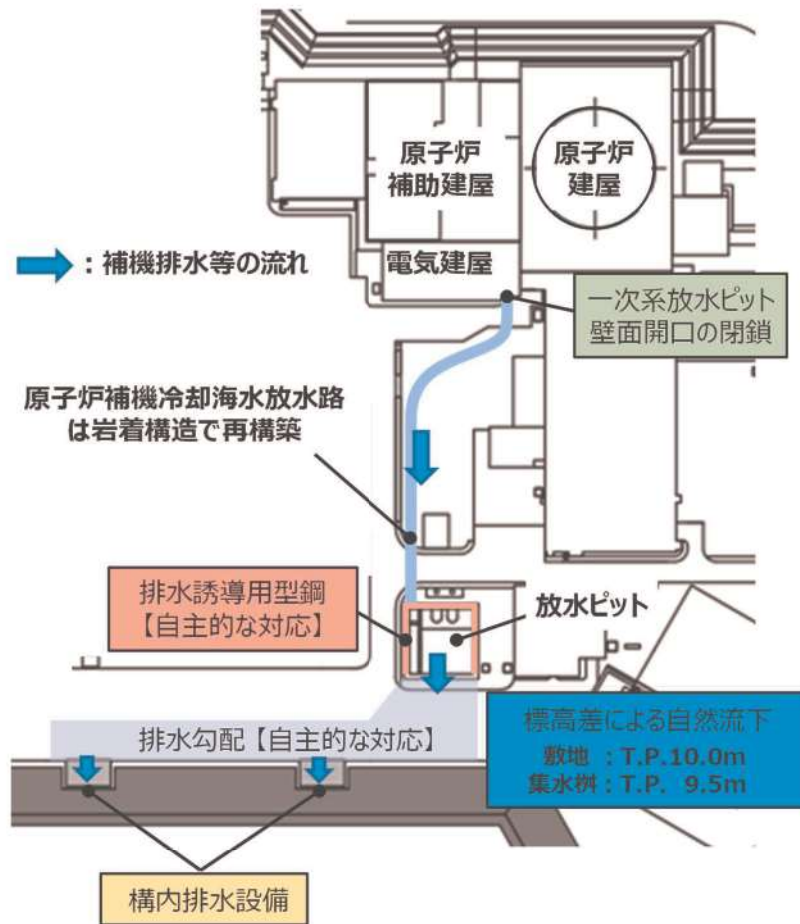 原子炉
補助建屋
原子炉
建屋
：補機排水等の流れ
電気建屋
一次系放水ピット
壁面開口の閉鎖
原子炉補機冷却海水放水路
は岩着構造で再構築
排水誘導用型鋼
【自主的な対応】
放水ピット
標高差による自然流下
敷地 ：T.P.10.0m
集水桝：T.P. 9.5m
排水勾配【自主的な対応】
構内排水設備